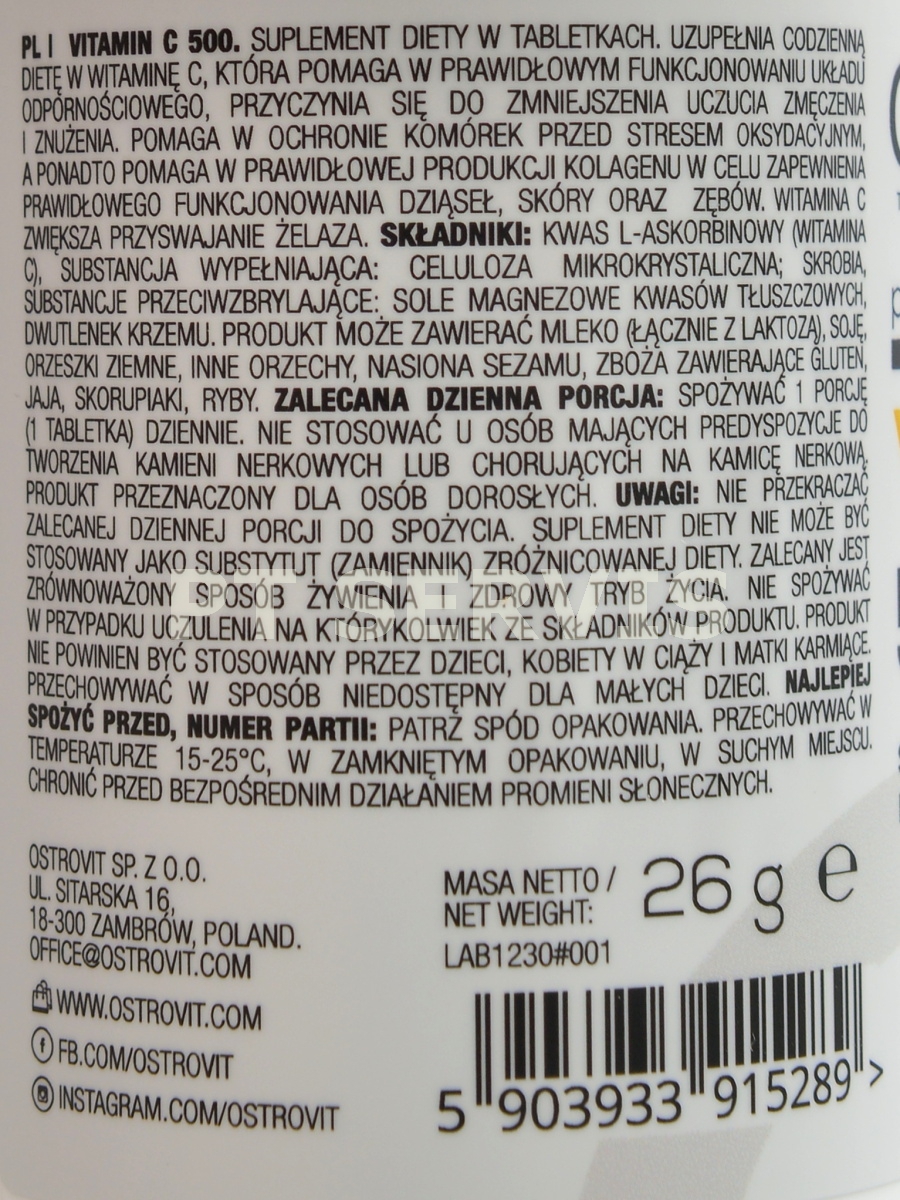 PL | VITAMIN C 500. SUPLEMENT DIETY W TABLETKACH. UZUPEŁNIA CODZIENNĄ
DIETĘ W WITAMINĘ C, KTÓRA POMAGA W PRAWIDŁOWYM FUNKCJONOWANIU UKŁADU
ODPORNOŚCIOWEGO, PRZYCZYNIA SIĘ DO ZMNIEJSZENIA UCZUCIA ZMĘCZENIA
I ZNUŻENIA. POMAGA W OCHRONIE KOMÓREK PRZED STRESEM OKSYDACYJNYM,
A PONADTO POMAGA W PRAWIDŁOWEJ PRODUKCJI KOLAGENU W CELU ZAPEWNIENIA
PRAWIDŁOWEGO FUNKCJONOWANIA DZIĄSEŁ, SKÓRY ORAZ ZĘBÓW. WITAMINA C
ZWIĘKSZA PRZYSWAJANIE ŻELAZA. SKŁADNIKI: KWAS L-ASKORBINOWY (WITAMINA
C), SUBSTANCJA WYPEŁNIAJĄCA: CELULOZA MIKROKRYSTALICZNA; SKROBIA,
SUBSTANCJE PRZECIWZBRYLAJĄCE: SOLE MAGNEZOWE KWASÓW TŁUSZCZOWYCH,
DWUTLENEK KRZEMU. PRODUKT MOŻE ZAWIERAĆ MLEKO (ŁĄCZNIE Z LAKTOZĄ), SOJĘ,
ORZESZKI ZIEMNE, INNE ORZECHY, NASIONA SEZAMU, ZBOŻA ZAWIERAJĄCE GLUTEN,
JAJA, SKORUPIAKI, RYBY. ZALECANA DZIENNA PORCJA: SPOŻYWAĆ 1 PORCJĘ
(1 TABLETKA) DZIENNIE. NIE STOSOWAĆ U OSÓB MAJĄCYCH PREDYSPOZYCJE DO
TWORZENIA KAMIENI NERKOWYCH LUB CHORUJĄCYCH NA KAMICĘ NERKOWĄ.
PRODUKT PRZEZNACZONY DLA OSÓB DOROSŁYCH. UWAGI: NIE PRZEKRACZAĆ
ZALECANEJ DZIENNEJ PORCJI DO SPOŻYCIA. SUPLEMENT DIETY NIE MOŻE BYĆ
STOSOWANY JAKO SUBSTYTUT (ZAMIENNIK) ZRÓŻNICOWANEJ DIETY. ZALECANY JEST
ZRÓWNOWAŻONY SPOSÓB ŻYWIENIA I ZDROWY TRYB ŻYCIA. NIE SPOŻYWAĆ
W PRZYPADKU UCZULENIA NA KTÓRYKOLWIEK ZE SKŁADNIKÓW PRODUKTU. PRODUKT
NIE POWINIEN BYĆ STOSOWANY PRZEZ DZIECI, KOBIETY W CIĄŻY I MATKI KARMIĄCE.
PRZECHOWYWAĆ W SPOSÓB NIEDOSTĘPNY DLA MAŁYCH DZIECI. NAJLEPIEJ
SPOŻYĆ PRZED, NUMER PARTII: PATRZ SPÓD OPAKOWANIA. PRZECHOWYWAĆ W
TEMPERATURZE 15-25°C, W ZAMKNIĘTYM OPAKOWANIU, W SUCHYM MIEJSCU.
CHRONIĆ PRZED BEZPOŚREDNIM DZIAŁANIEM PROMIENI SŁONECZNYCH.
OSTROVIT SP. Z O.O.
UL. SITARSKA 16,
18-300 ZAMBRÓW, POLAND.
OFFICE@OSTROVIT.COM
WWW.OSTROVIT.COM
FB.COM/OSTROVIT
INSTAGRAM.COM/OSTROVIT
MASA NETTO /
NET WEIGHT:
26 g e
LAB1230#001
5 903933 915289 >